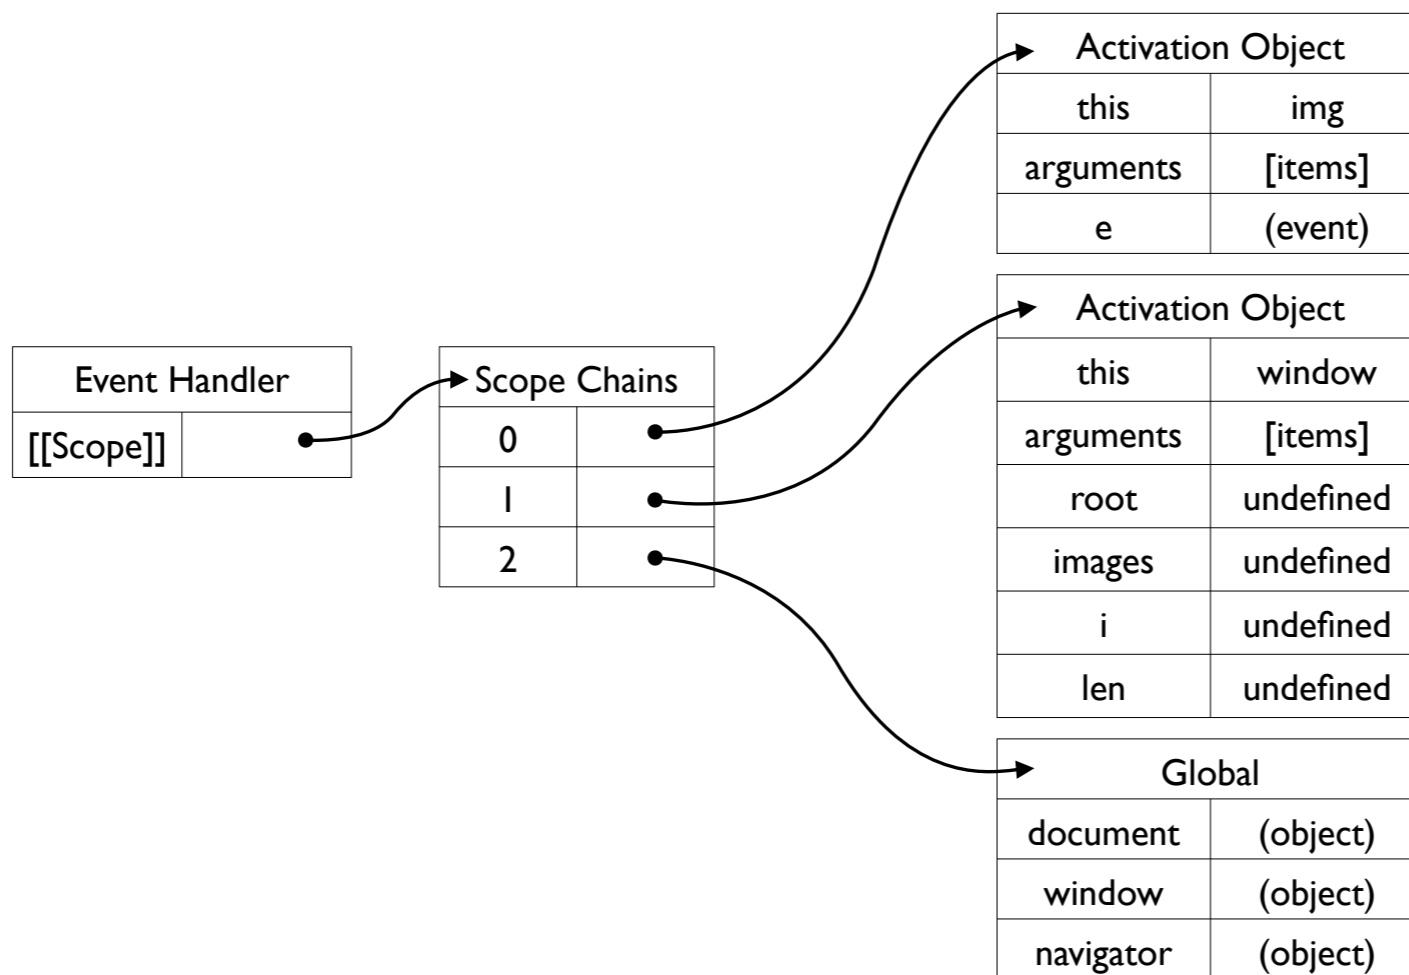 Event Handler
[[Scope]]
Scope Chains
0
1
2
Activation Object
this img
arguments [items]
e (event)
Activation Object
this window
arguments [items]
root undefined
images undefined
i undefined
len undefined
Global
document (object)
window (object)
navigator (object)